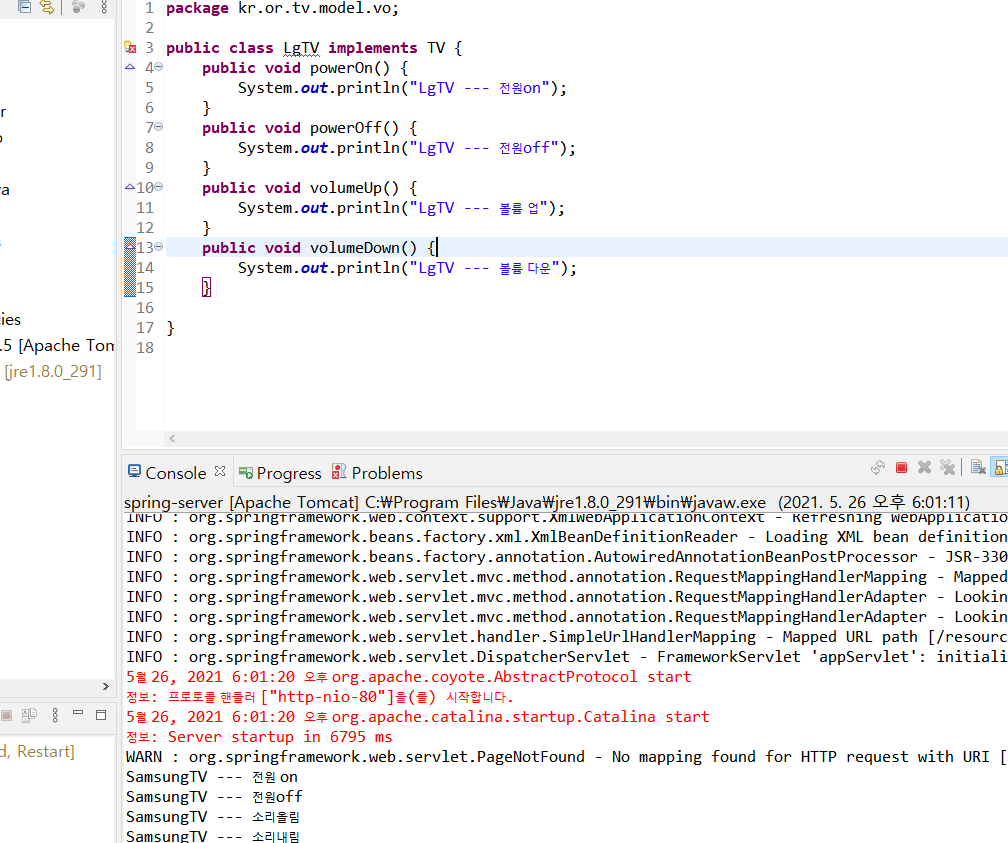 1 package kr.or.tv.model.vo;
2
3 public class LgTV implements TV {
4 public void powerOn() {
5 System.out.println("LgTV --- 전원on");
6 }
7 public void powerOff() {
8 System.out.println("LgTV --- 전원off");
9 }
10 public void volumeUp() {
11 System.out.println("LgTV --- 볼륨 업");
12 }
13 public void volumeDown() {
14 System.out.println("LgTV --- 볼륨 다운");
15 }
16
17 }
18
r
va
ies
.5 [Apache Tom
[jre1.8.0_291]
d, Restart]
Console Progress Problems
spring-server [Apache Tomcat] C:₩Program Files₩Java₩jre1.8.0_291₩bin₩javaw.exe (2021. 5. 26 오후 6:01:11)
INFO : org.springframework.web.context.support.XmlWebApplicationContext - Refreshing WebApplication
INFO : org.springframework.beans.factory.xml.XmlBeanDefinitionReader - Loading XML bean definition
INFO : org.springframework.beans.factory.annotation.AutowiredAnnotationBeanPostProcessor - JSR-330
INFO : org.springframework.web.servlet.mvc.method.annotation.RequestMappingHandlerMapping - Mapped
INFO : org.springframework.web.servlet.mvc.method.annotation.RequestMappingHandlerAdapter - Lookin
INFO : org.springframework.web.servlet.mvc.method.annotation.RequestMappingHandlerAdapter - Lookin
INFO : org.springframework.web.servlet.handler.SimpleUrlHandlerMapping - Mapped URL path [/resourc
INFO : org.springframework.web.servlet.DispatcherServlet - FrameworkServlet 'appServlet': initiali
5월 26, 2021 6:01:20 오후 org.apache.coyote.AbstractProtocol start
정보: 프로토콜 핸들러 ["http-nio-80"]을(를) 시작합니다.
5월 26, 2021 6:01:20 오후 org.apache.catalina.startup.Catalina start
정보: Server startup in 6795 ms
WARN : org.springframework.web.servlet.PageNotFound - No mapping found for HTTP request with URI [
SamsungTV --- 전원 on
SamsungTV --- 전원off
SamsungTV --- 소리올림
SamsungTV --- 소리내림